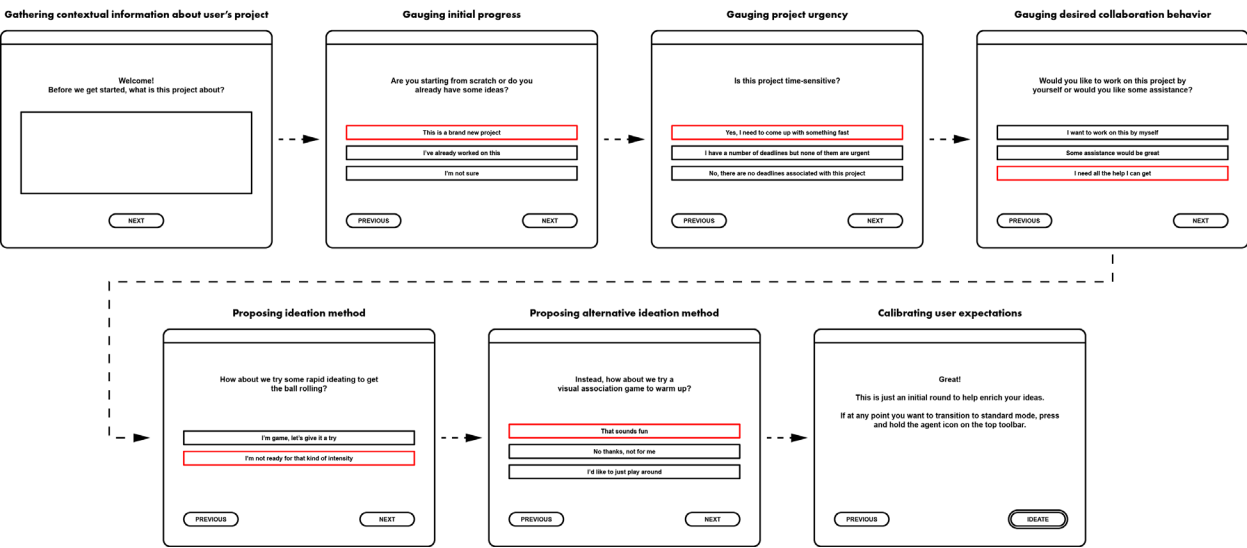 Gathering contextual information about user's project
Welcome!
Before we get started, what is this project about?
NEXT
Gauging initial progress
Are you starting from scratch or do you
already have some ideas?
This is a brand new project
I've already worked on this
I'm not sure
PREVIOUS
NEXT
Gauging project urgency
Is this project time-sensitive?
Yes, I need to come up with something fast
I have a number of deadlines but none of them are urgent
No, there are no deadlines associated with this project
PREVIOUS
NEXT
Gauging desired collaboration behavior
Would you like to work on this project by
yourself or would you like some assistance?
I want to work on this by myself
Some assistance would be great
I need all the help I can get
PREVIOUS
NEXT
Proposing ideation method
How about we try some rapid ideating to get
the ball rolling?
I'm game, let's give it a try
I'm not ready for that kind of intensity
PREVIOUS
NEXT
Proposing alternative ideation method
Instead, how about we try a
visual association game to warm up?
That sounds fun
No thanks, not for me
I'd like to just play around
PREVIOUS
NEXT
Calibrating user expectations
Great!
This is just an initial round to help enrich your ideas.
If at any point you want to transition to standard mode, press
and hold the agent icon on the top toolbar.
PREVIOUS
IDEATE